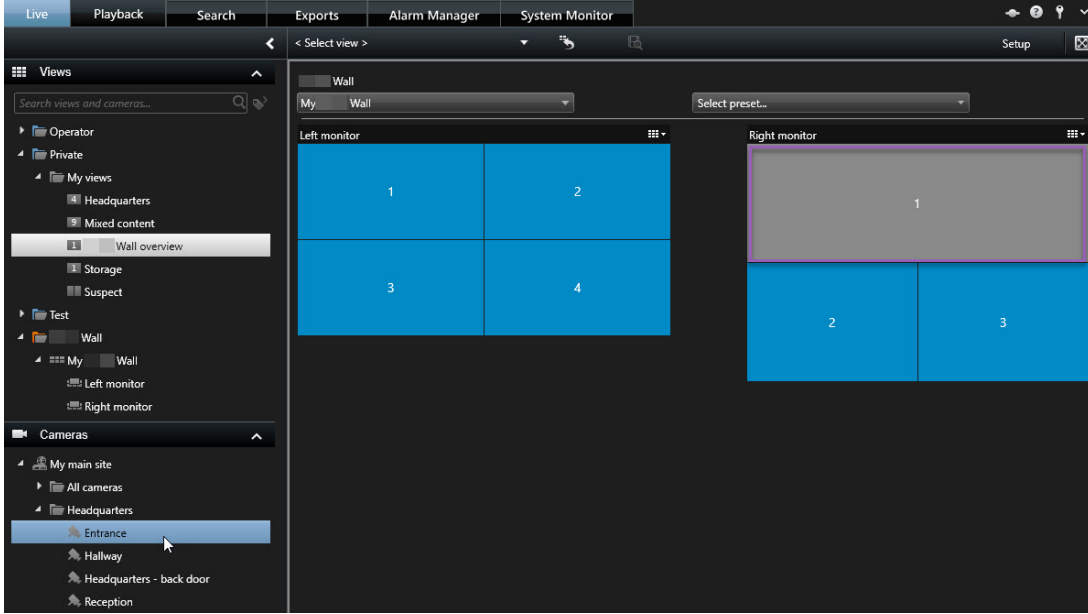 Live Playback Search Exports Alarm Manager System Monitor
< Select view > Setup
Views
Search views and cameras...
Operator
Private
My views
4 Headquarters
9 Mixed content
1 Wall overview
1 Storage
Suspect
Test
Wall
My Wall
Left monitor
Right monitor
Cameras
My main site
All cameras
Headquarters
Entrance
Hallway
Headquarters - back door
Reception
Wall
My Wall Select preset...
Left monitor
1 2
3 4
Right monitor
1
2 3